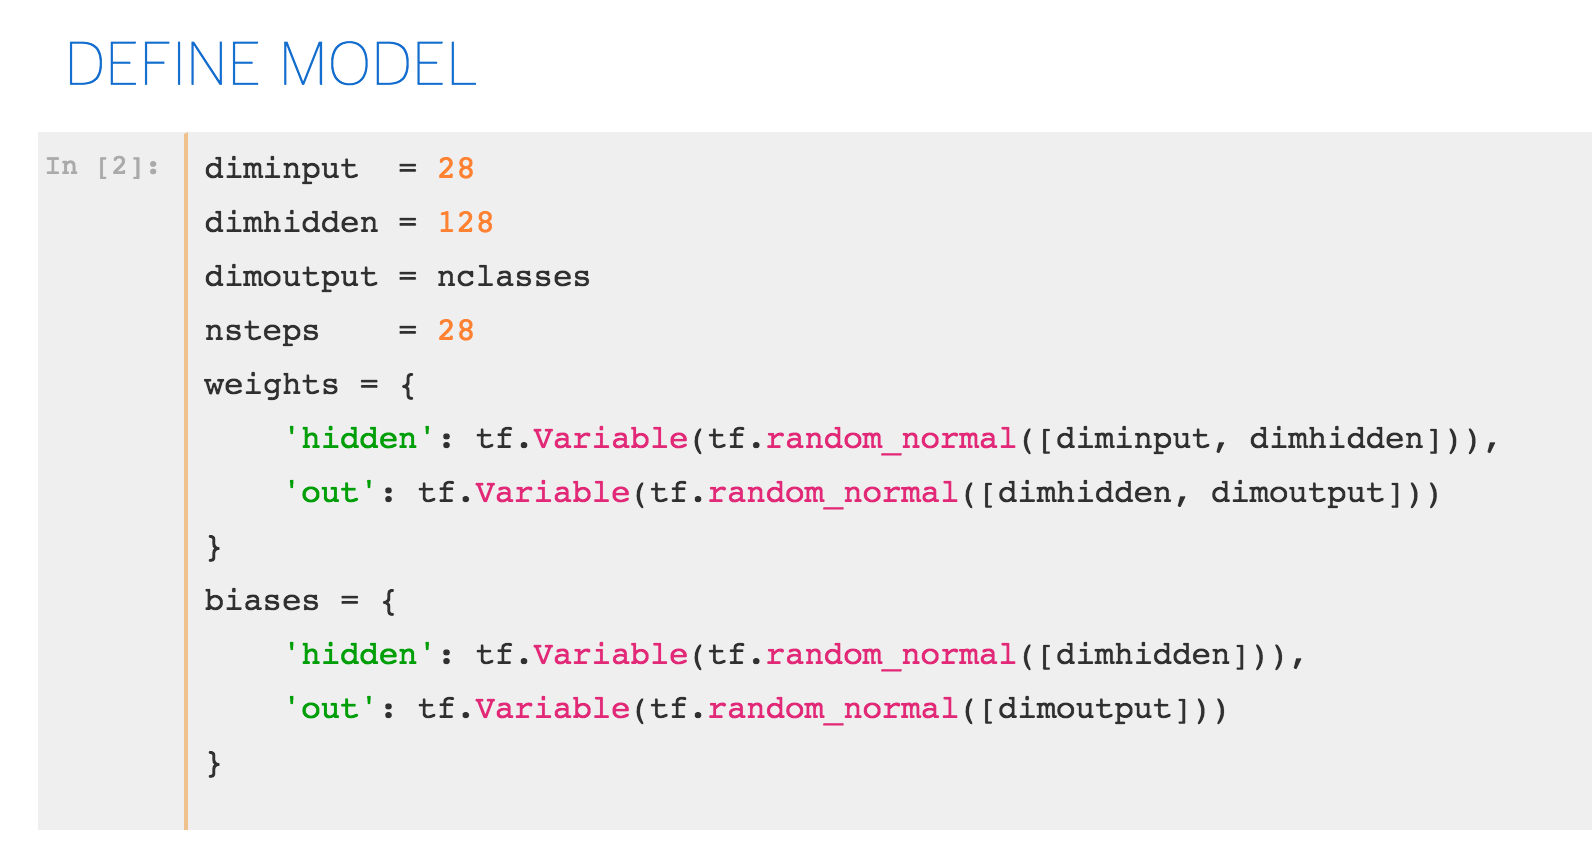 DEFINE MODEL
In [2]:
diminput  = 28
dimhidden = 128
dimoutput = nclasses
nsteps    = 28
weights = {
    'hidden': tf.Variable(tf.random_normal([diminput, dimhidden])),
    'out': tf.Variable(tf.random_normal([dimhidden, dimoutput]))
}
biases = {
    'hidden': tf.Variable(tf.random_normal([dimhidden])),
    'out': tf.Variable(tf.random_normal([dimoutput]))
}